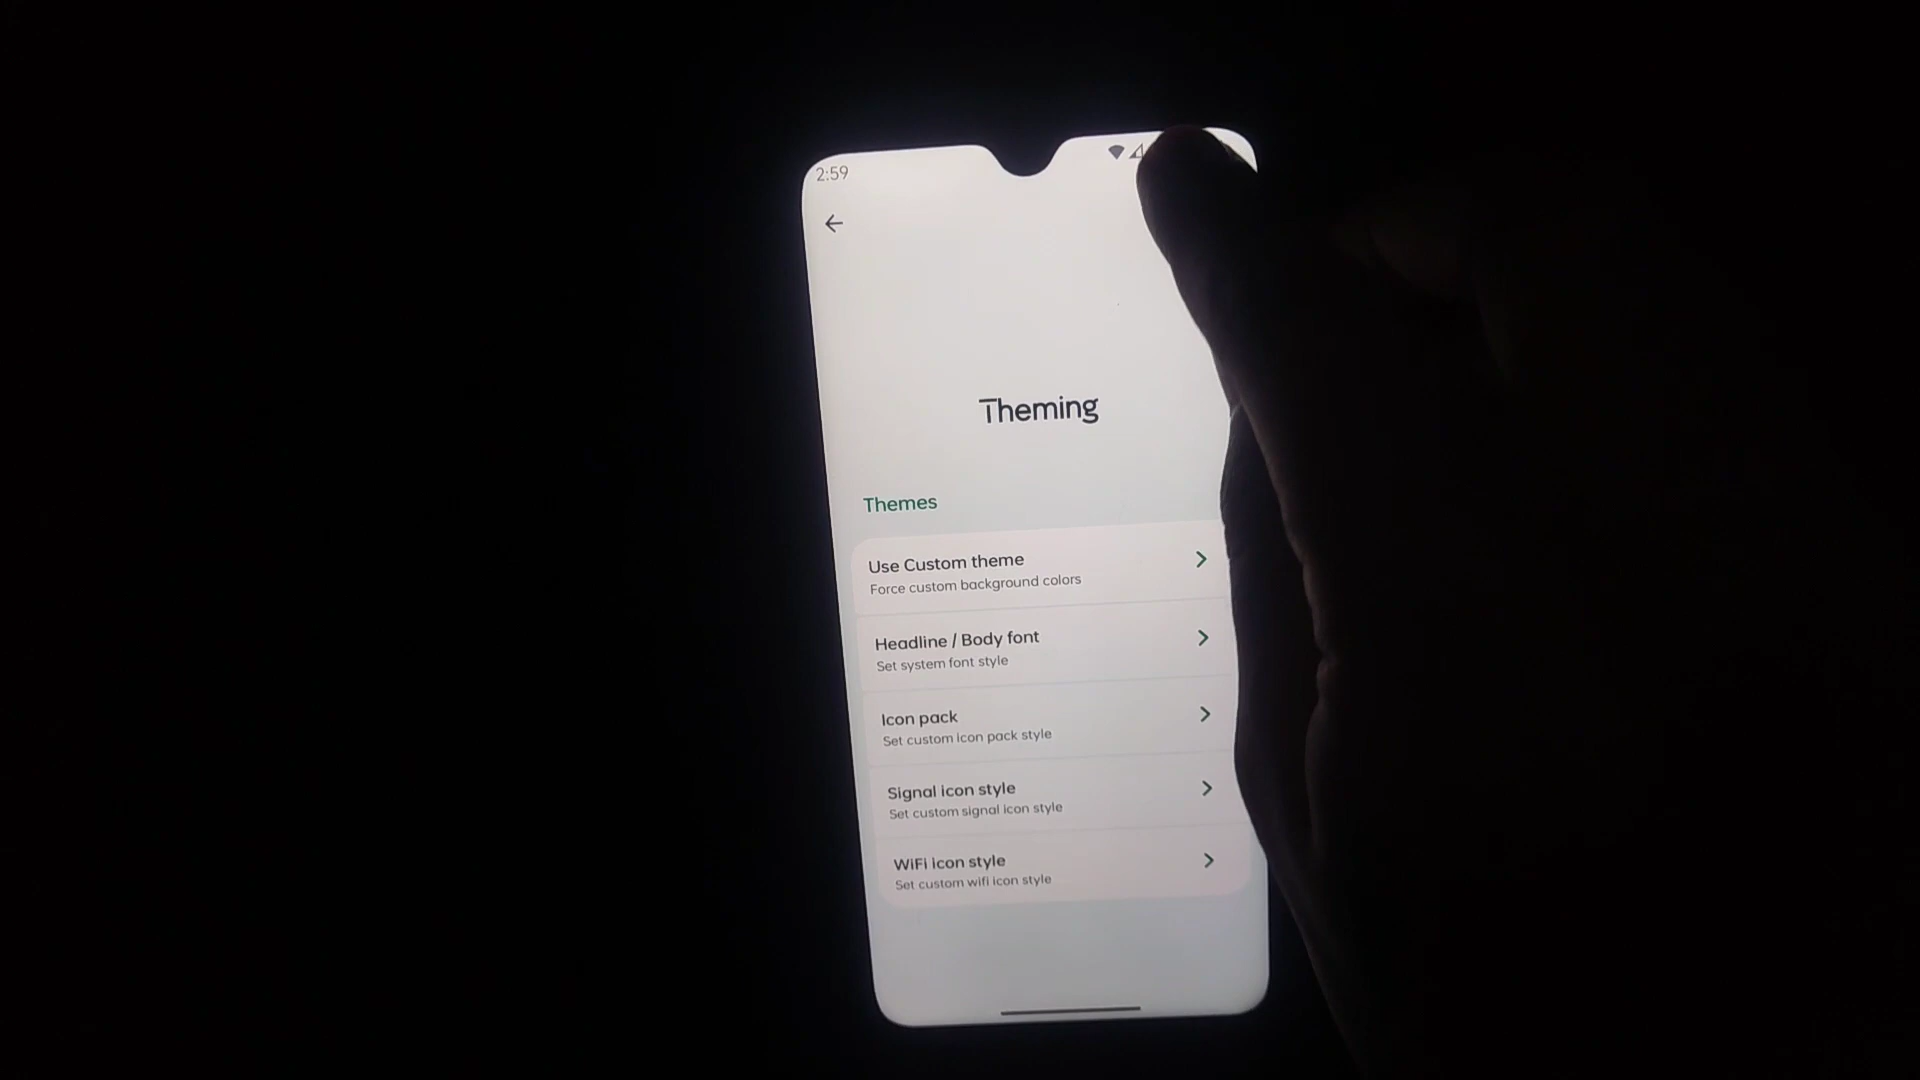 2:59
Theming
Themes
Use Custom theme
Force custom background colors
Headline / Body font
Set system font style
Icon pack
Set custom icon pack style
Signal icon style
Set custom signal icon style
WiFi icon style
Set custom wifi icon style